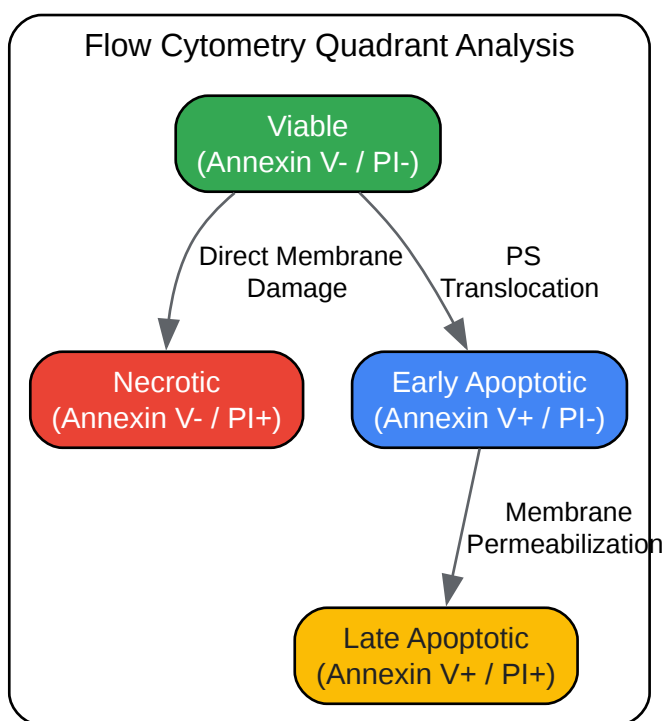 Flow Cytometry Quadrant Analysis
Viable
(Annexin V- / PI-)
Direct Membrane
Damage
PS
Translocation
Necrotic
(Annexin V- / PI+)
Early Apoptotic
(Annexin V+ / PI-)
Membrane
Permeabilization
Late Apoptotic
(Annexin V+ / PI+)